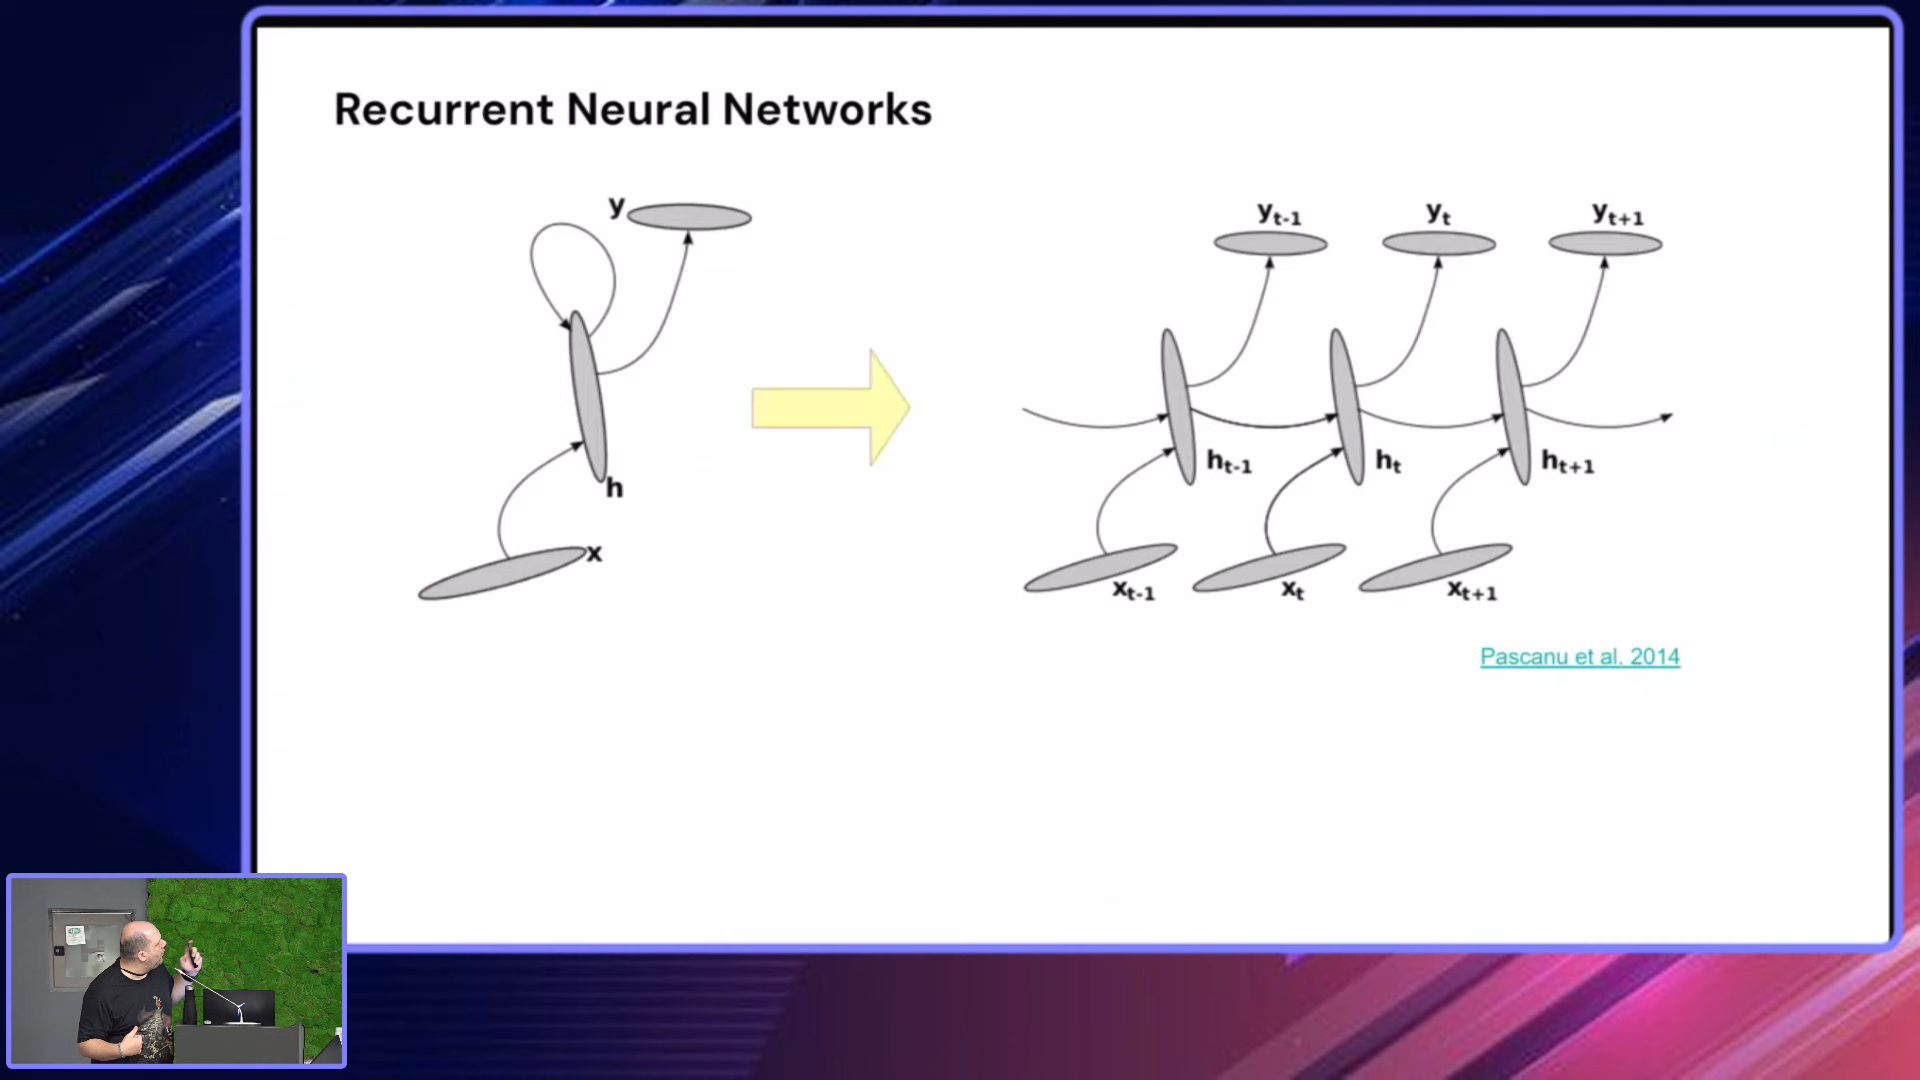 Recurrent Neural Networks
y
h
x
yt-1
yt
yt+1
ht-1
ht
ht+1
xt-1
xt
xt+1
Pascanu et al. 2014